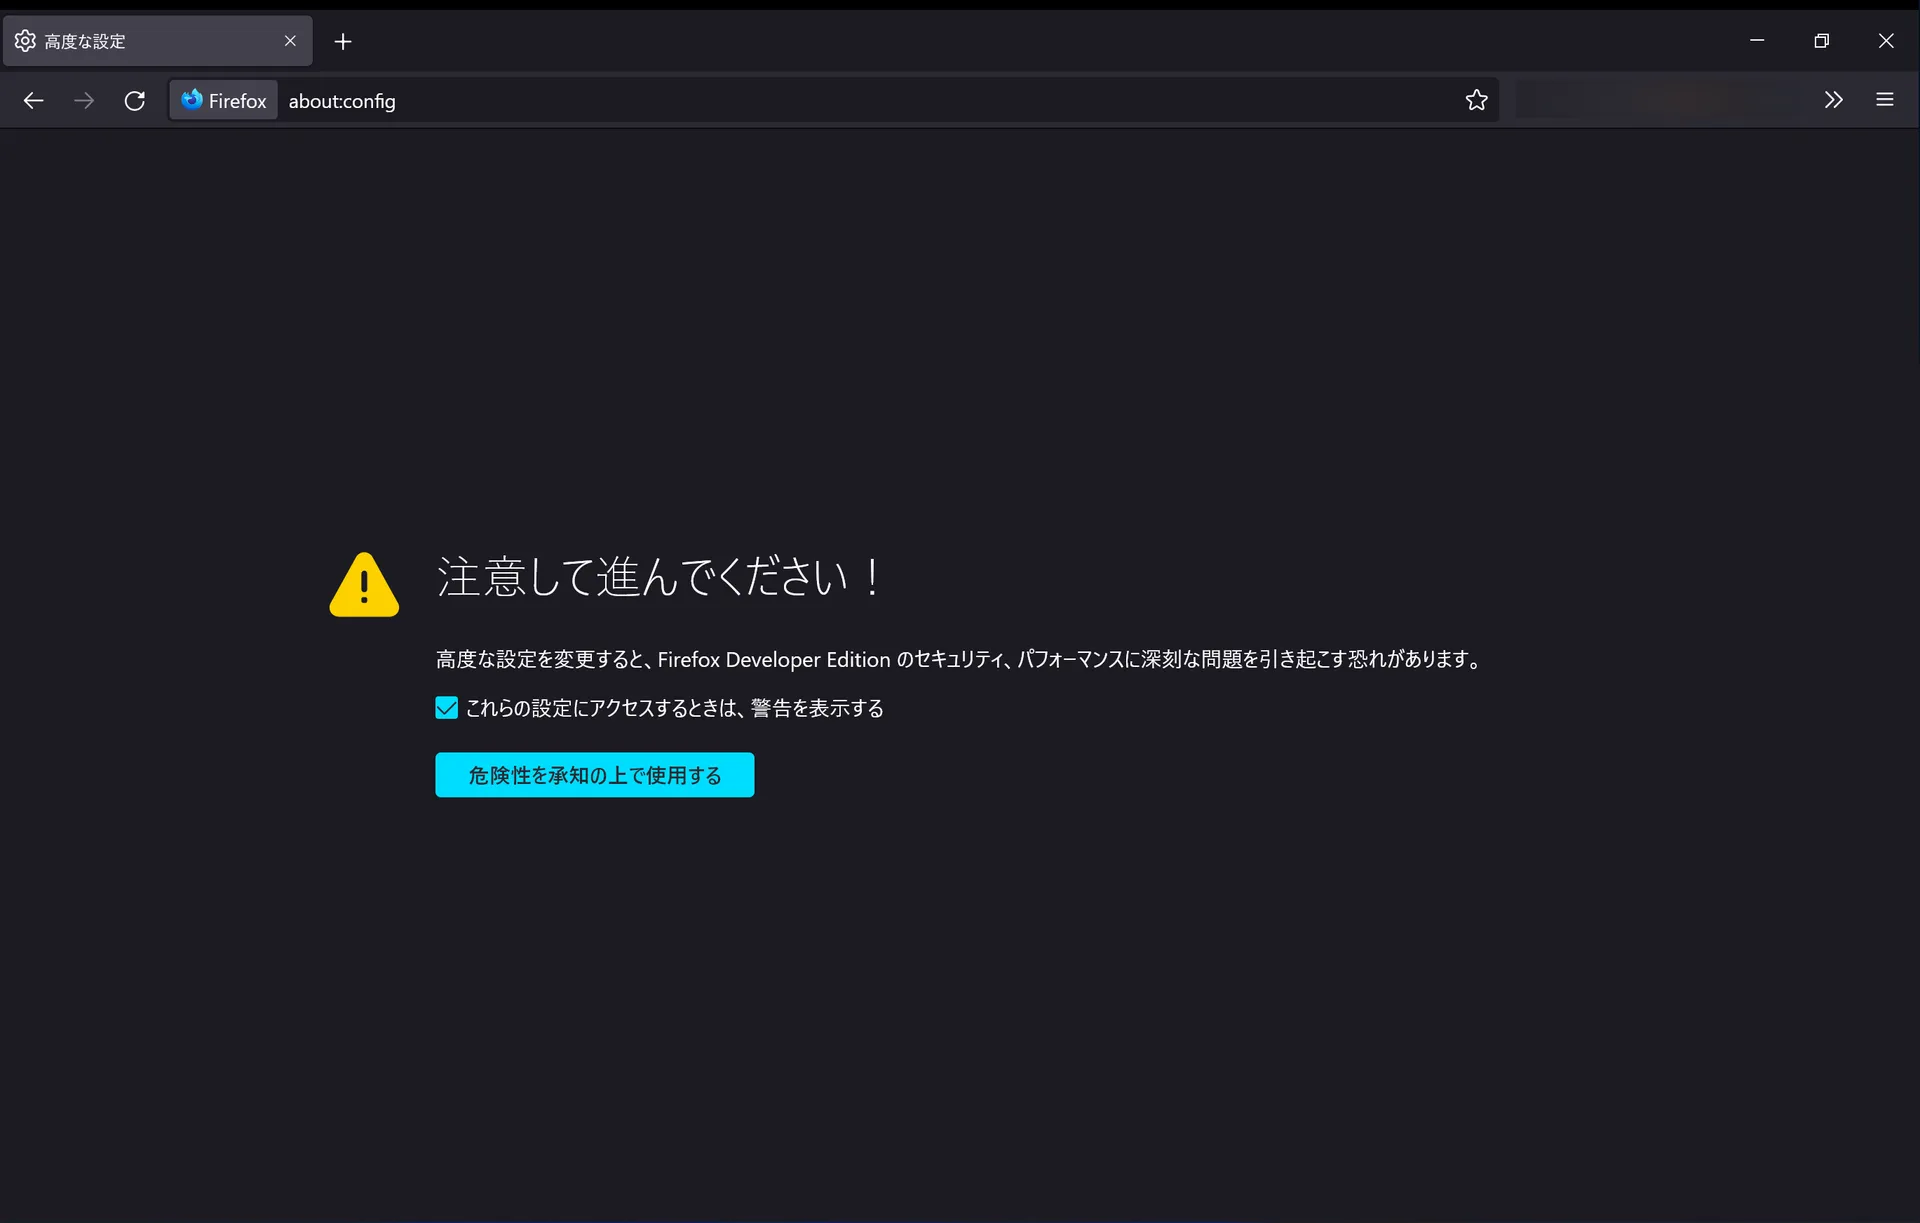 高度な設定
Firefox about:config
注意して進んでください！
高度な設定を変更すると、Firefox Developer Edition のセキュリティ、パフォーマンスに深刻な問題を引き起こす恐れがあります。
これらの設定にアクセスするときは、警告を表示する
危険性を承知の上で使用する